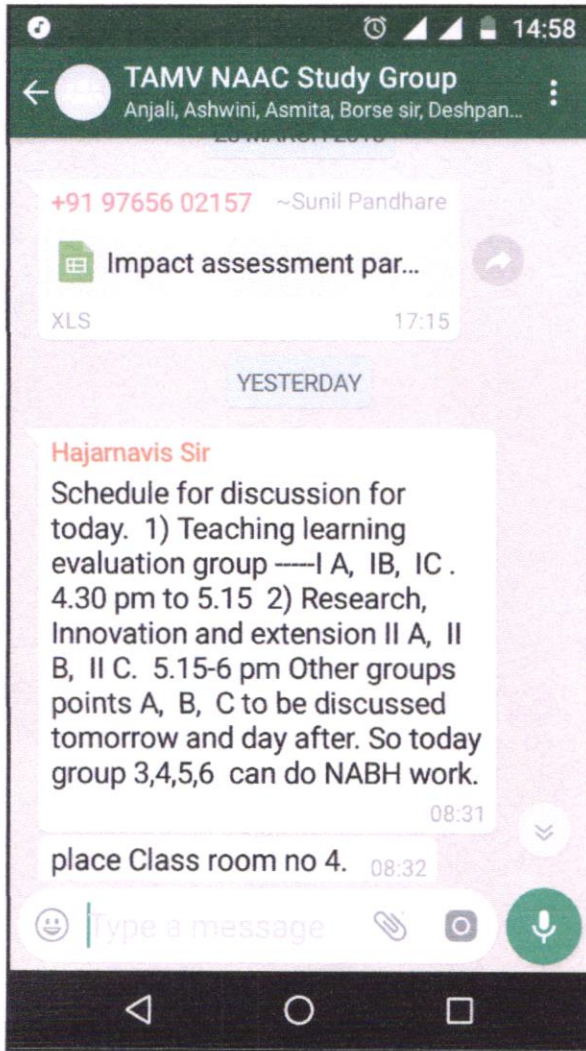 14:58
TAMV NAAC Study Group
Anjali, Ashwini, Asmita, Borse sir, Deshpan...
+91 97656 02157 ~Sunil Pandhare
Impact assessment par...
XLS 17:15
YESTERDAY
Hajarnavis Sir
Schedule for discussion for
today. 1) Teaching learning
evaluation group -----I A, IB, IC .
4.30 pm to 5.15 2) Research,
Innovation and extension II A, II
B, II C. 5.15-6 pm Other groups
points A, B, C to be discussed
tomorrow and day after. So today
group 3,4,5,6 can do NABH work.
08:31
place Class room no 4. 08:32
Type a message